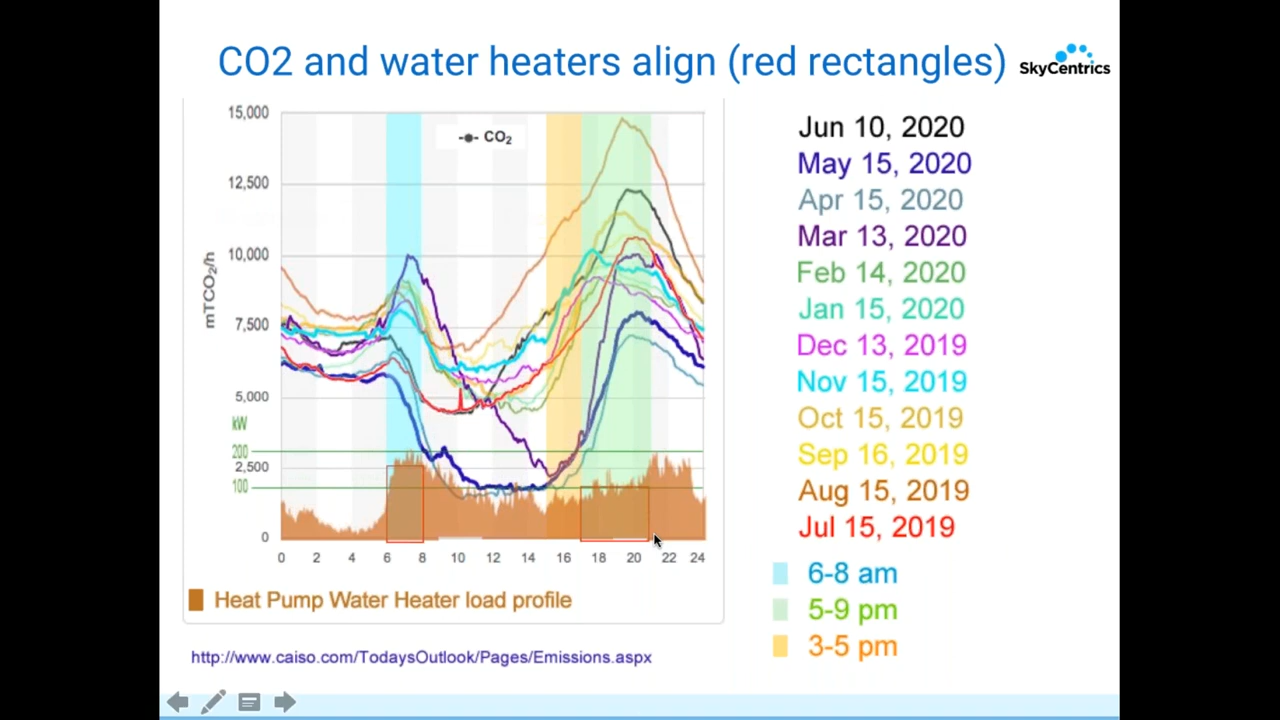 CO2 and water heaters align (red rectangles)
SkyCentrics
15,000
12,500
10,000
7,500
5,000
kW
200
2,500
100
0
mTCO₂/h
CO₂
0 2 4 6 8 10 12 14 16 18 20 22 24
Heat Pump Water Heater load profile
http://www.caiso.com/TodaysOutlook/Pages/Emissions.aspx
Jun 10, 2020
May 15, 2020
Apr 15, 2020
Mar 13, 2020
Feb 14, 2020
Jan 15, 2020
Dec 13, 2019
Nov 15, 2019
Oct 15, 2019
Sep 16, 2019
Aug 15, 2019
Jul 15, 2019
6-8 am
5-9 pm
3-5 pm